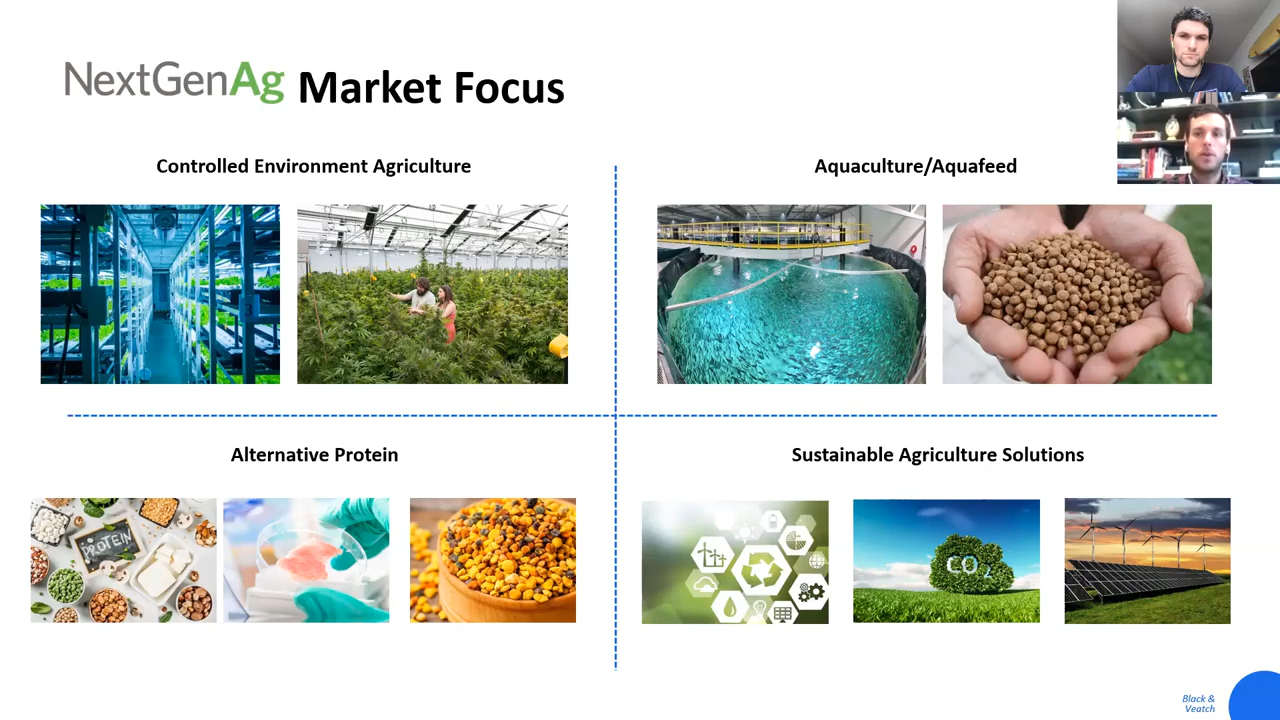 NextGenAg Market Focus
Controlled Environment Agriculture
Aquaculture/Aquafeed
Alternative Protein
Sustainable Agriculture Solutions
PROTEIN
CO2
Black &
Veatch